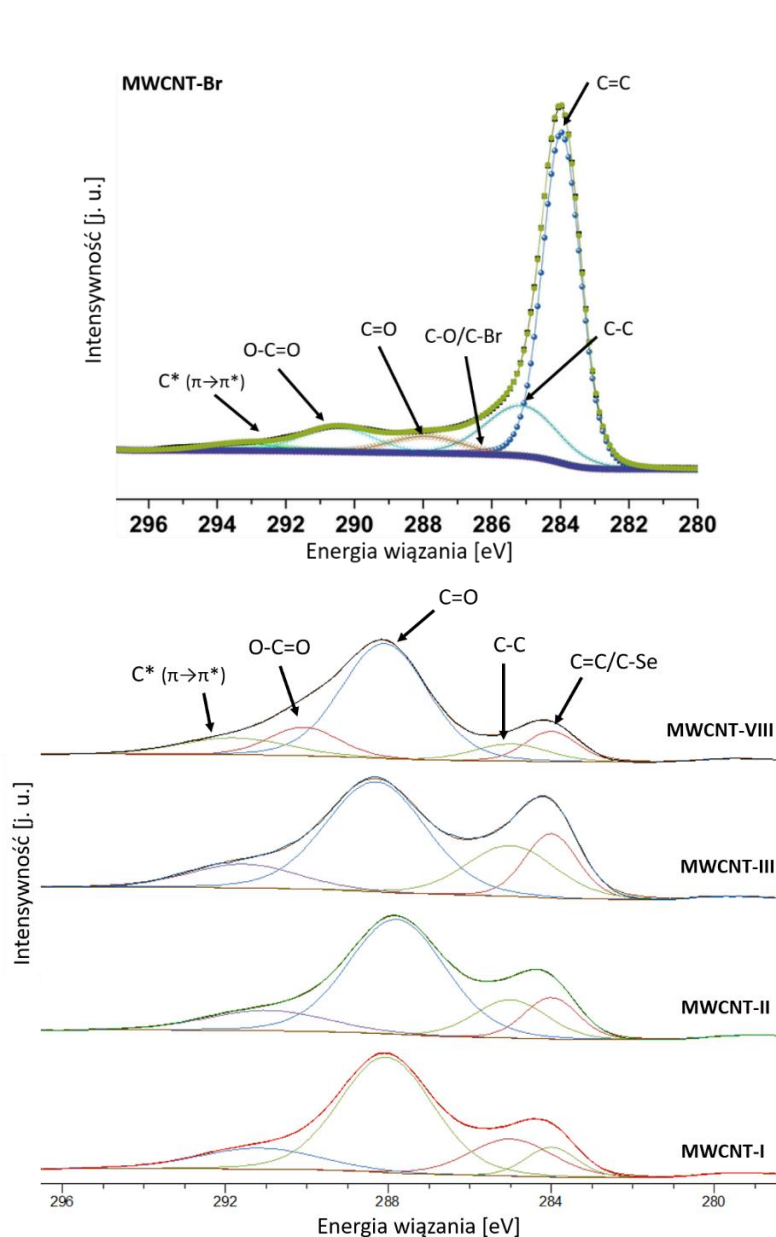 MWCNT-Br
C=C
C-C
C-O/C-Br
C=O
O-C=O
C* (π→π*)
Intensywność [j. u.]
296 294 292 290 288 286 284 282 280
Energia wiązania [eV]
C=O
O-C=O
C-C
C* (π→π*)
C=C/C-Se
MWCNT-VIII
MWCNT-III
MWCNT-II
MWCNT-I
Intensywność [j. u.]
296 292 288 284 280
Energia wiązania [eV]